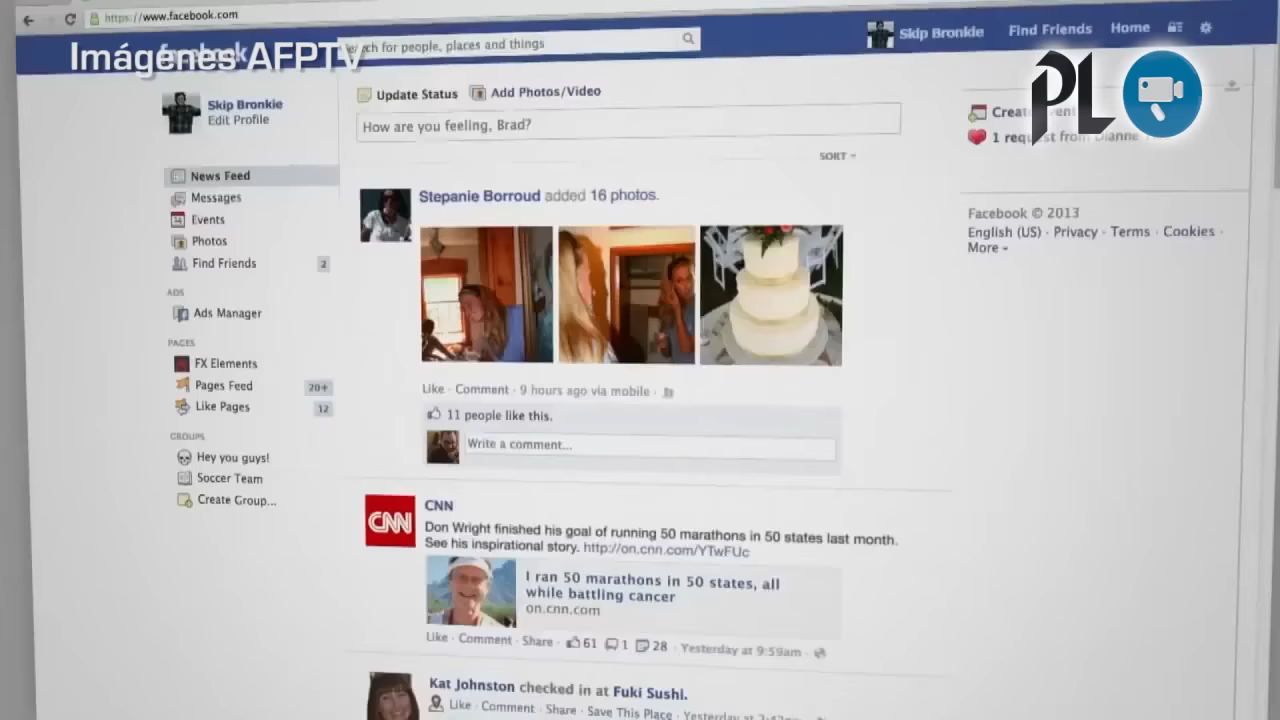 https://www.facebook.com
Imágenes AFPTV
facebook
ch for people, places and things
Skip Bronkie
Find Friends
Home
PL
Skip Bronkie
Edit Profile
Update Status
Add Photos/Video
How are you feeling, Brad?
SORT
1 request from Dianne
News Feed
Messages
Events
Photos
Find Friends 2
ADS
Ads Manager
PAGES
FX Elements
Pages Feed 20+
Like Pages 12
GROUPS
Hey you guys!
Soccer Team
Create Group...
Stepanie Borroud added 16 photos.
Like · Comment · 9 hours ago via mobile ·
11 people like this.
Write a comment...
CNN
CNN
Don Wright finished his goal of running 50 marathons in 50 states last month.
See his inspirational story. http://on.cnn.com/YTwFUc
I ran 50 marathons in 50 states, all
while battling cancer
on.cnn.com
Like · Comment · Share · 61 1 28 · Yesterday at 9:59am ·
Kat Johnston checked in at Fuki Sushi.
Like · Comment · Share · Save This Place · Yesterday at
Facebook © 2013
English (US) · Privacy · Terms · Cookies ·
More